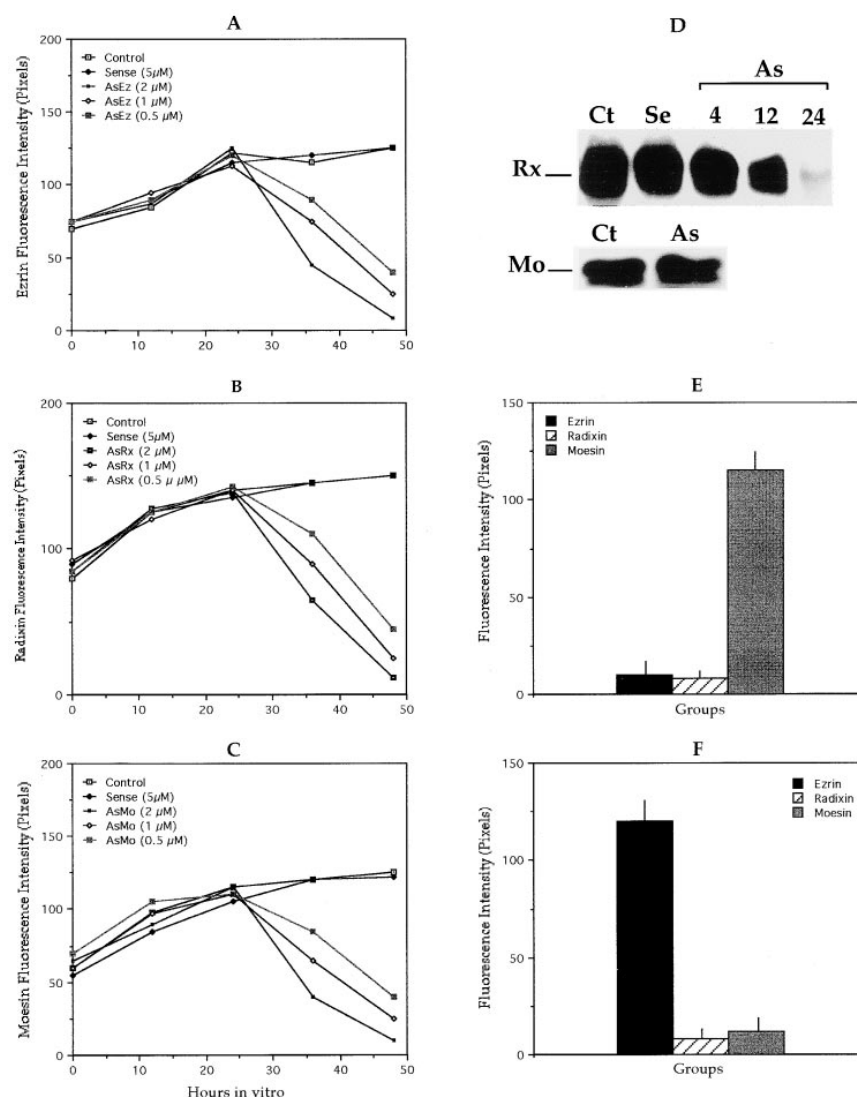 A
200
150
100
50
0
Ezrin Fluorescence Intensity (Pixels)
Control
Sense (5µM)
AsEz (2 µM)
AsEz (1 µM)
AsEz (0.5 µM)
0 10 20 30 40 50
B
200
100
0
Radixin Fluorescence Intensity (Pixels)
Control
Sense (5µM)
AsRx (2 µM)
AsRx (1 µM)
AsRx (0.5 µ µM)
0 10 20 30 40 50
C
200
150
100
50
0
Moesin Fluorescence Intensity (Pixels)
Control
Sense (5µM)
AsMo (2 µM)
AsMo (1 µM)
AsMo (0.5 µM)
0 10 20 30 40 50
Hours in vitro
D
As
Ct Se 4 12 24
Rx
Ct As
Mo
E
150
100
50
0
Fluorescence Intensity (Pixels)
Ezrin
Radixin
Moesin
Groups
F
150
100
50
0
Fluorescence Intensity (Pixels)
Ezrin
Radixin
Moesin
Groups